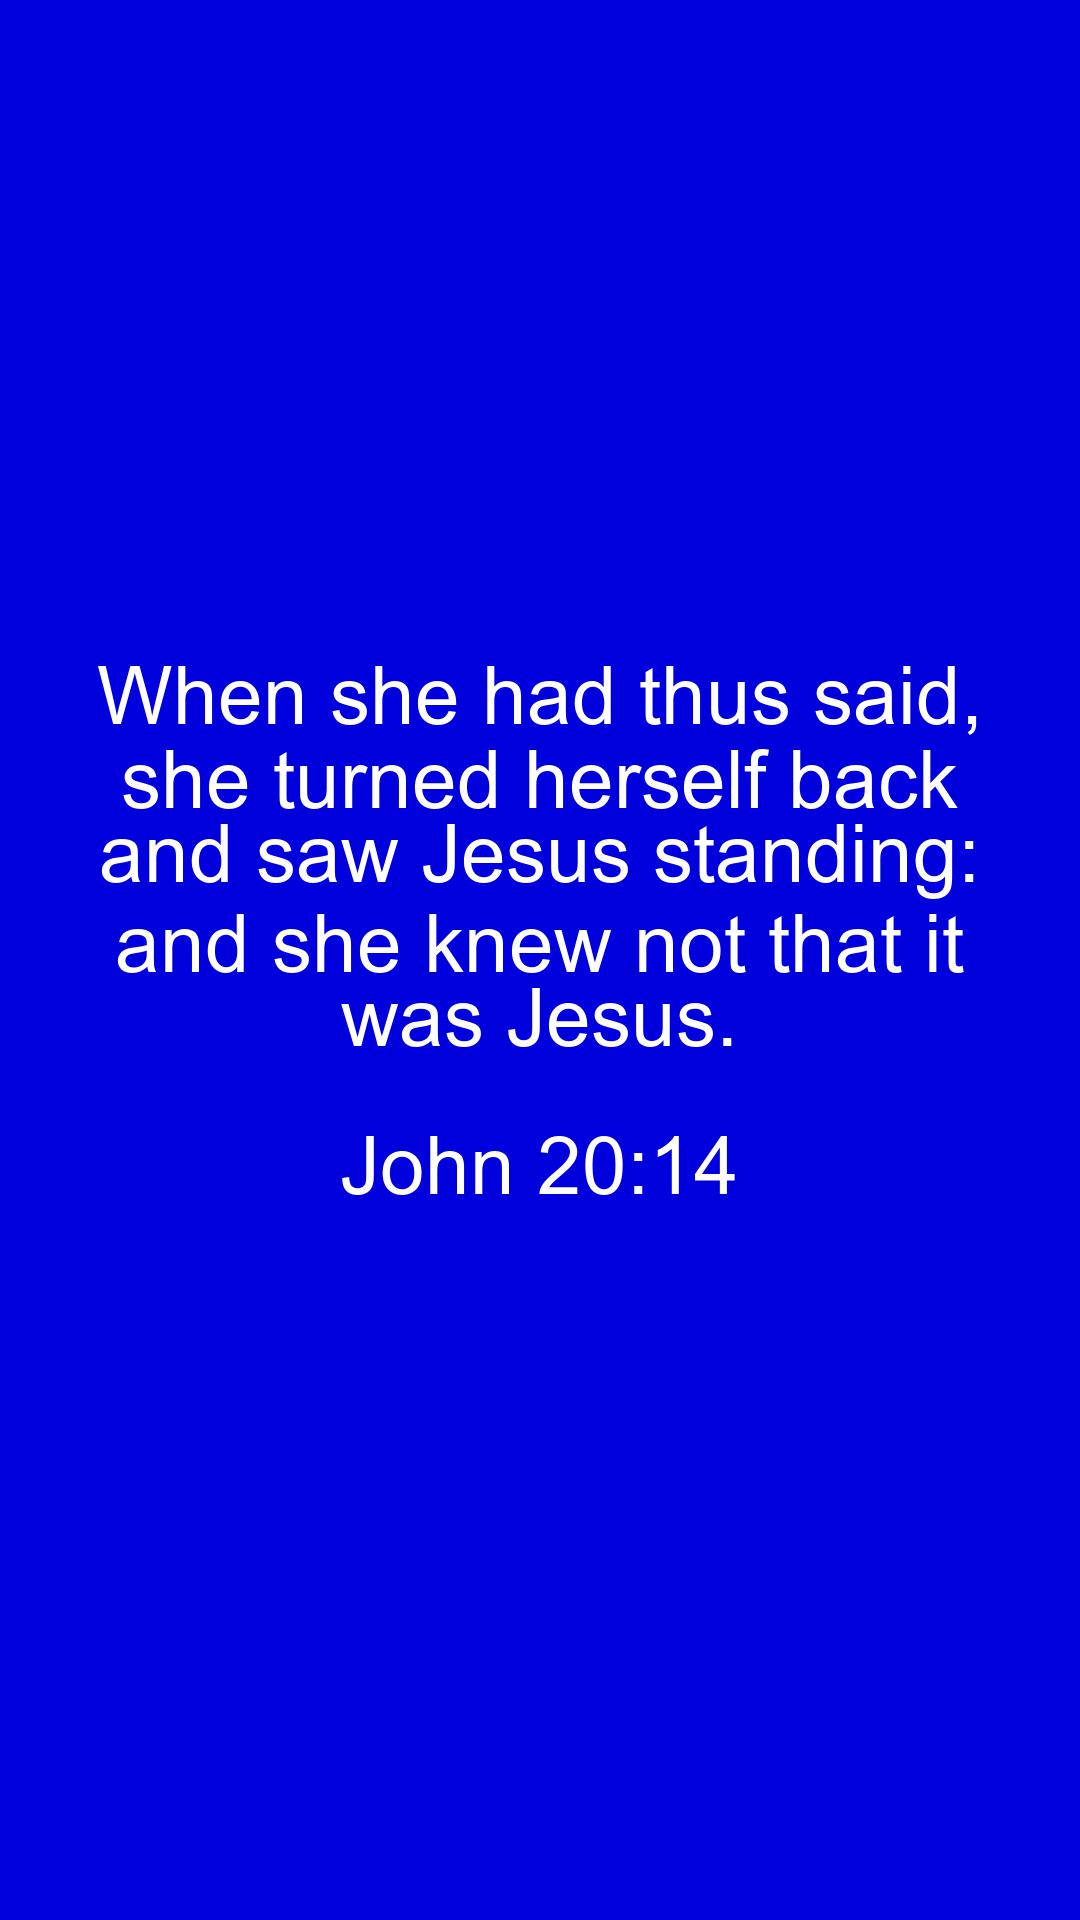 When she had thus said,
she turned herself back
and saw Jesus standing:
and she knew not that it
was Jesus.
John 20:14